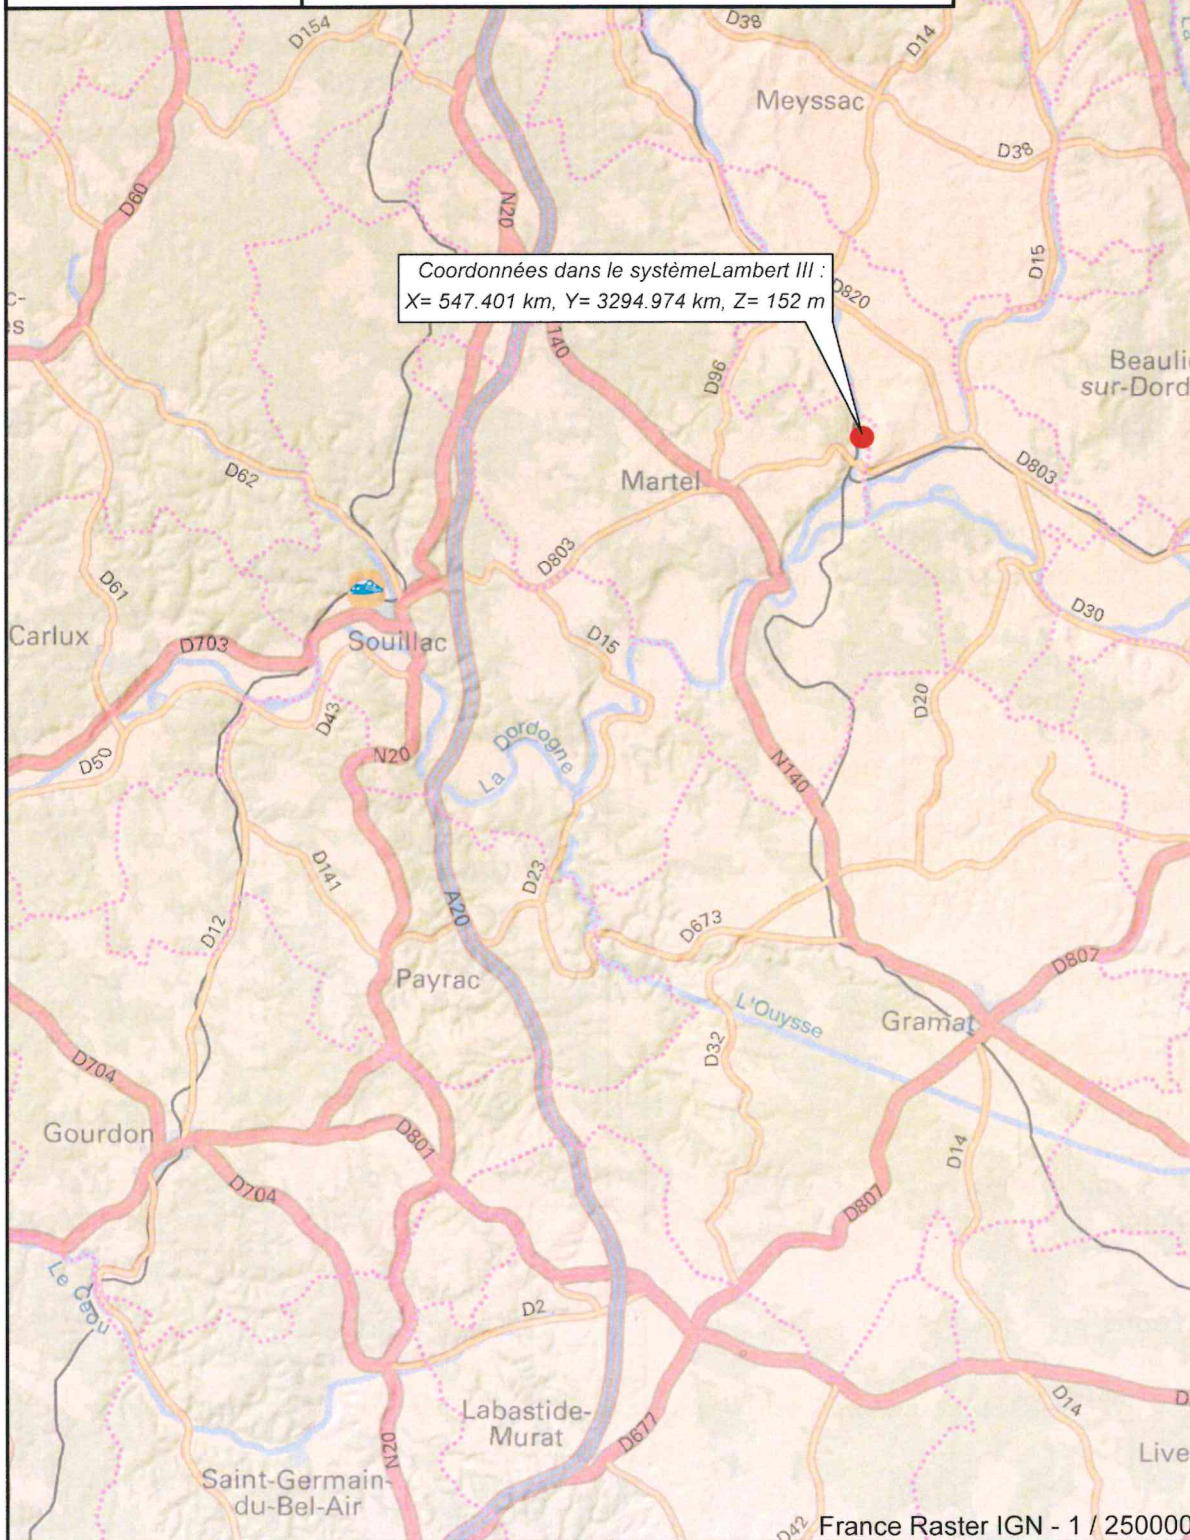 D154
D38
D14
Meyssac
D38
D60
N20
D15
Coordonnées dans le systèmeLambert III :
X= 547.401 km, Y= 3294.974 km, Z= 152 m
D820
140
D96
Beauli
sur-Dord
D62
Martel
D803
D803
D61
D30
Carlux
D703
Souillac
D15
D20
D43
La Dordogne
N20
D50
N140
D141
D23
A20
D12
D673
D807
Payrac
L'Ouysse
Gramat
D32
D704
Gourdon
D801
D14
D704
D807
Le Céou
D2
Labastide-
Murat
D677
D14
N20
Live
Saint-Germain-
du-Bel-Air
D42
France Raster IGN - 1 / 250000